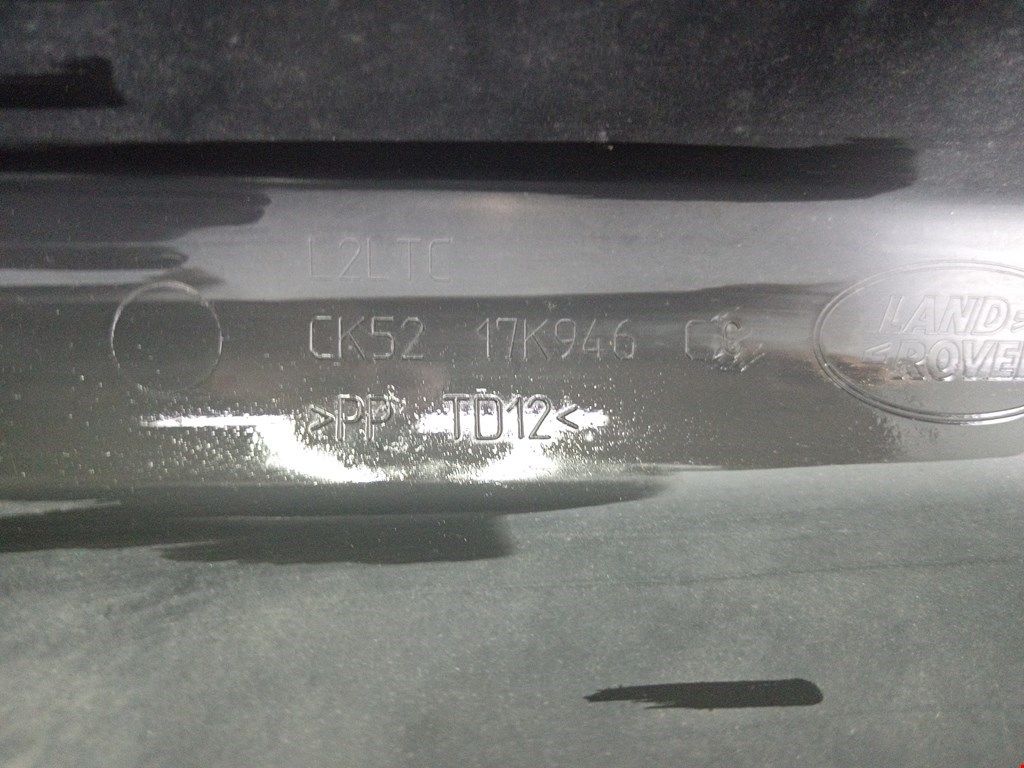 L2LTC
CK52 17K946
>PP TD12<
LAND
ROVER